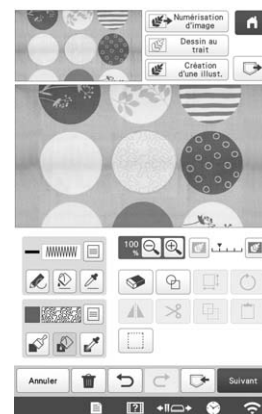 Numérisation
d'image
Dessin au
trait
Création
d'une illust.
100
%
Annuler
Suivant